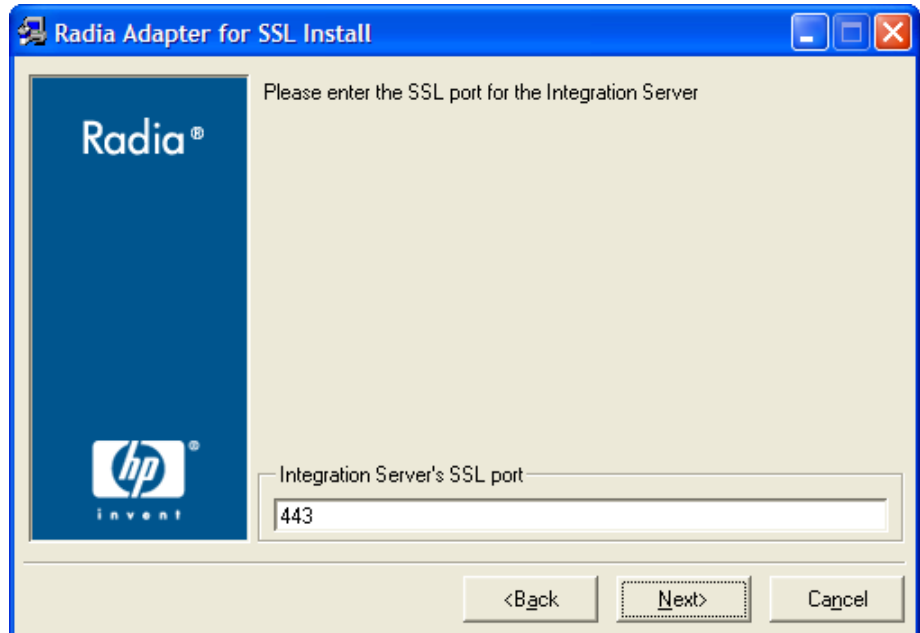 Radia Adapter for SSL Install
Radia®
Please enter the SSL port for the Integration Server
hp®
invent
Integration Server's SSL port
443
<Back
Next>
Cancel